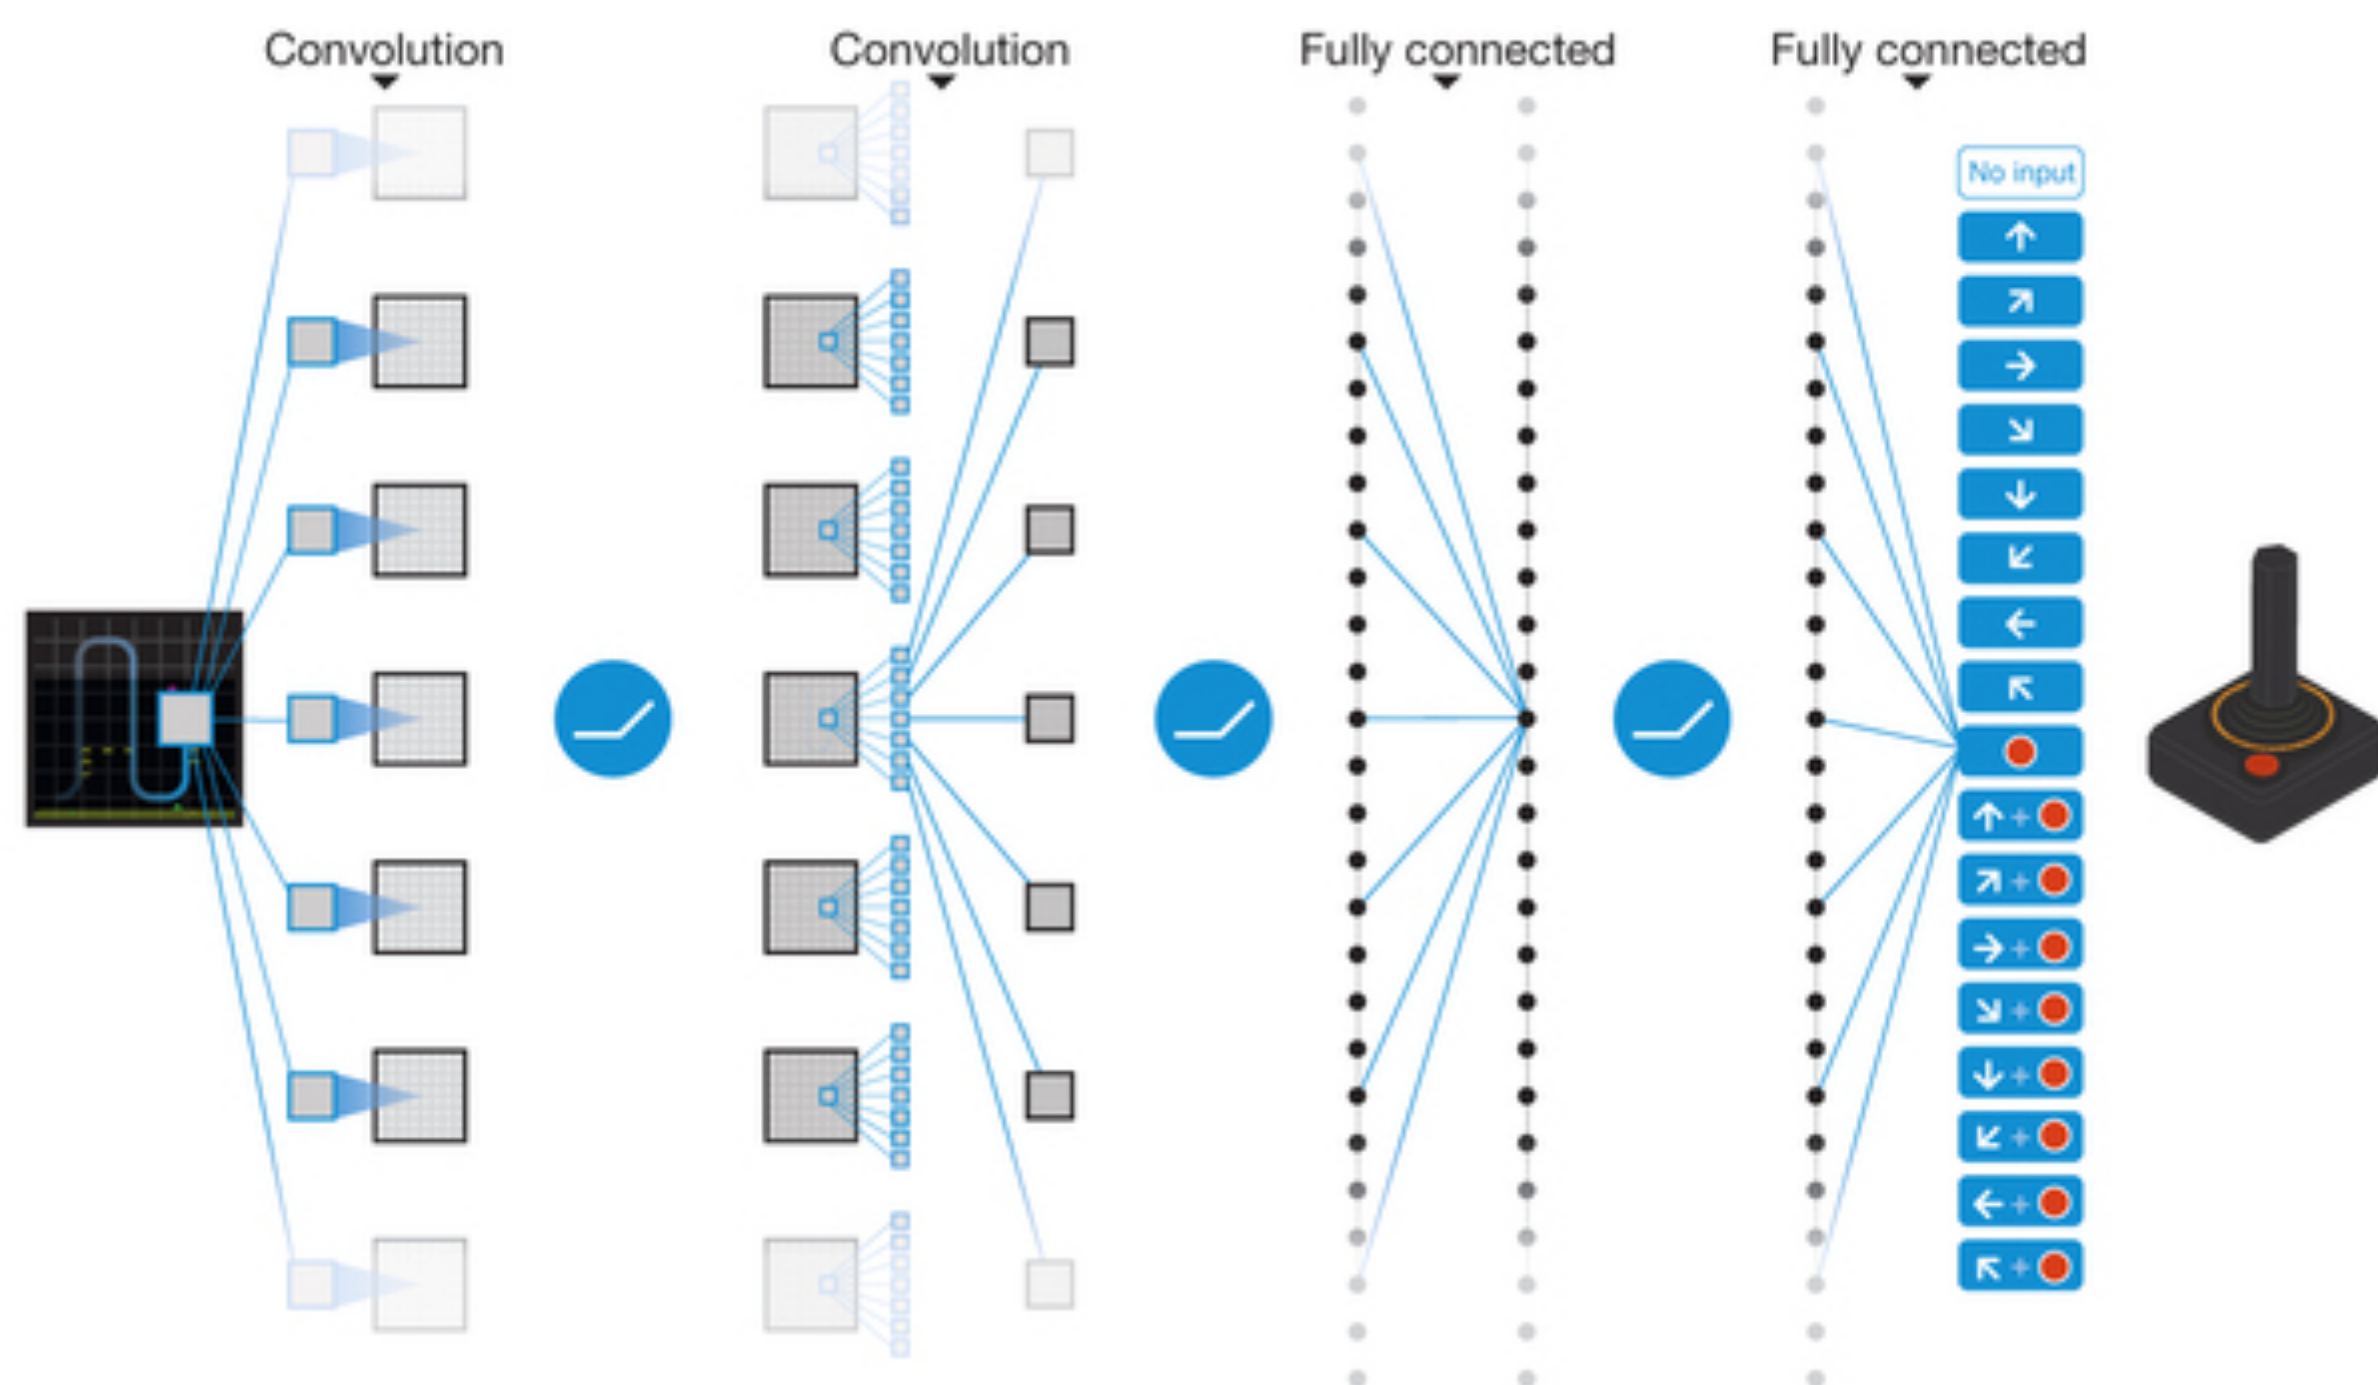 Convolution
Convolution
Fully connected
Fully connected
No input
+
+
+
+
+
+
+
+